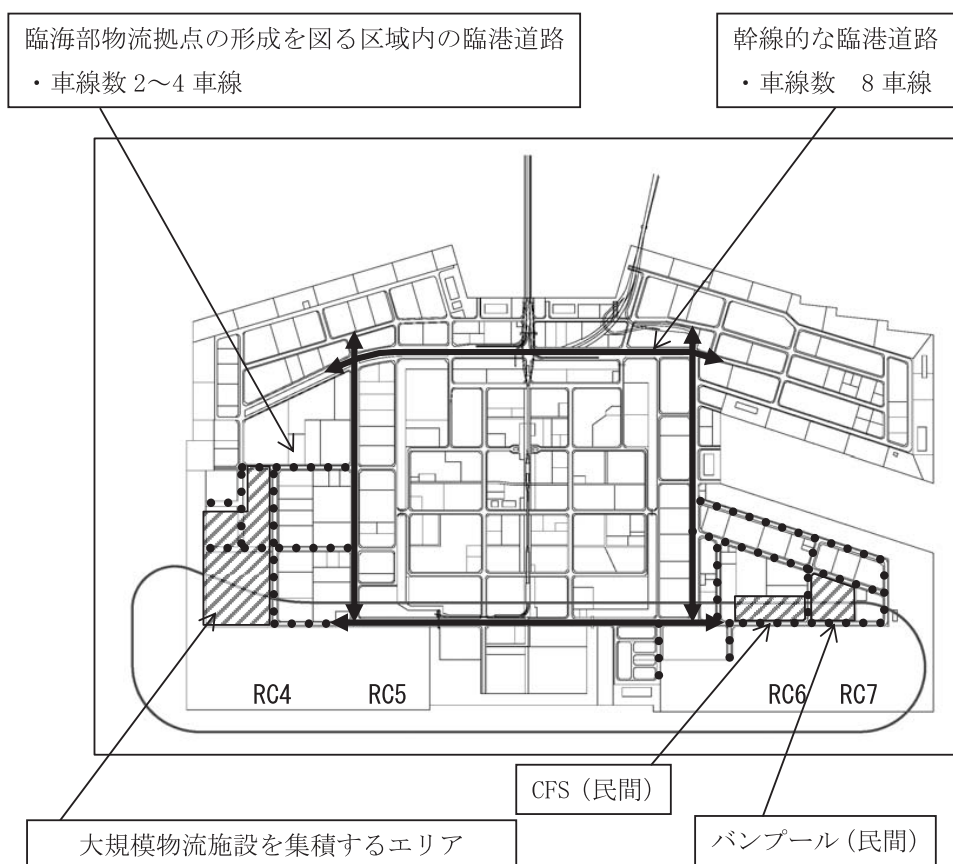 臨海部物流拠点の形成を図る区域内の臨港道路
・車線数 2～4 車線
幹線的な臨港道路
・車線数　8 車線
RC4
RC5
RC6
RC7
CFS（民間）
大規模物流施設を集積するエリア
バンプール（民間）